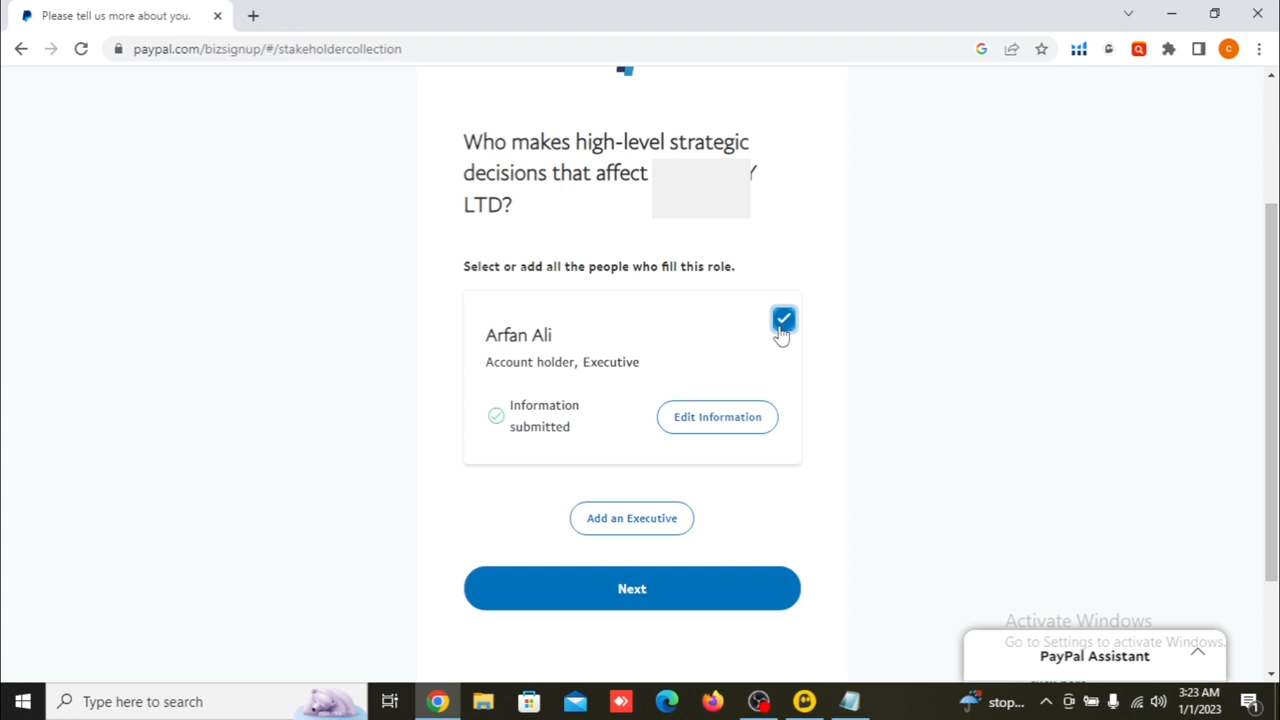 Please tell us more about you.
paypal.com/bizsignup/#/stakeholdercollection
C
Who makes high-level strategic
decisions that affect Y
LTD?
Select or add all the people who fill this role.
Arfan Ali
Account holder, Executive
Information
submitted
Edit Information
Add an Executive
Next
Activate Windows
Go to Settings to activate Windows.
PayPal Assistant
Type here to search
stop...
3:23 AM
1/1/2023
1